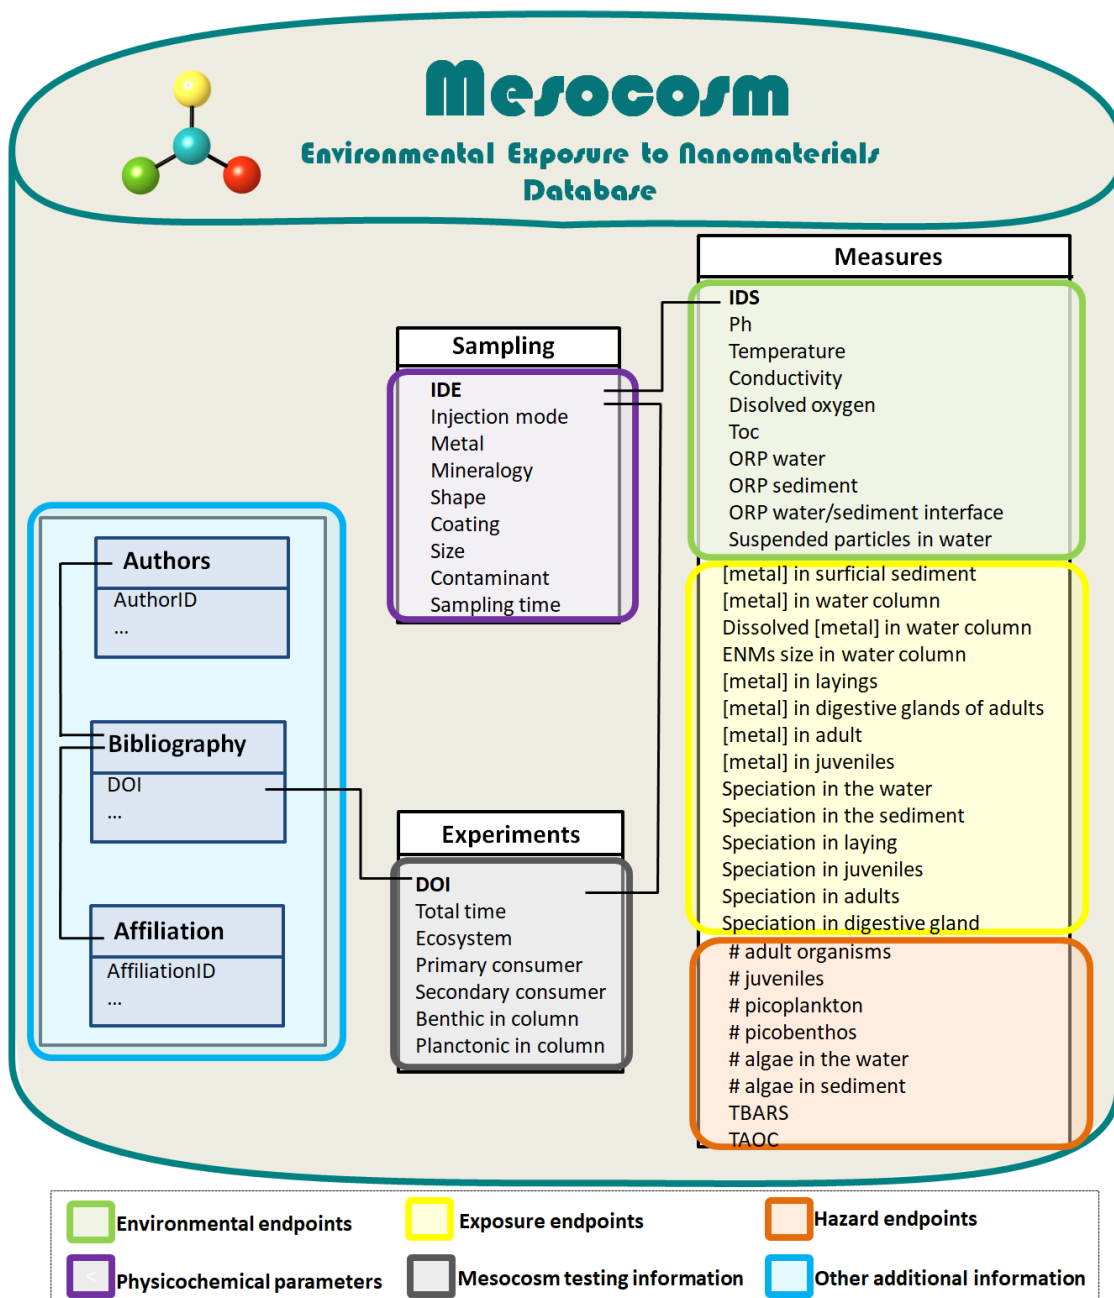 Mesocosm
Environmental Exposure to Nanomaterials
Database
Measures
IDS
Ph
Temperature
Conductivity
Disolved oxygen
Toc
ORP water
ORP sediment
ORP water/sediment interface
Suspended particles in water
[metal] in surficial sediment
[metal] in water column
Dissolved [metal] in water column
ENMs size in water column
[metal] in layings
[metal] in digestive glands of adults
[metal] in adult
[metal] in juveniles
Speciation in the water
Speciation in the sediment
Speciation in laying
Speciation in juveniles
Speciation in adults
Speciation in digestive gland
# adult organisms
# juveniles
# picoplankton
# picobenthos
# algae in the water
# algae in sediment
TBARS
TAOC
Sampling
IDE
Injection mode
Metal
Mineralogy
Shape
Coating
Size
Contaminant
Sampling time
Authors
AuthorID
...
Bibliography
DOI
...
Affiliation
AffiliationID
...
Experiments
DOI
Total time
Ecosystem
Primary consumer
Secondary consumer
Benthic in column
Planctonic in column
Environmental endpoints
Exposure endpoints
Hazard endpoints
<
Physicochemical parameters
Mesocosm testing information
Other additional information